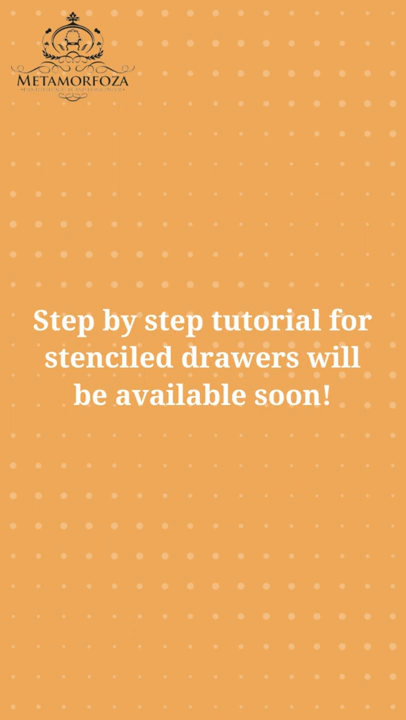 METAMORFOZA
Step by step tutorial for
stenciled drawers will
be available soon!